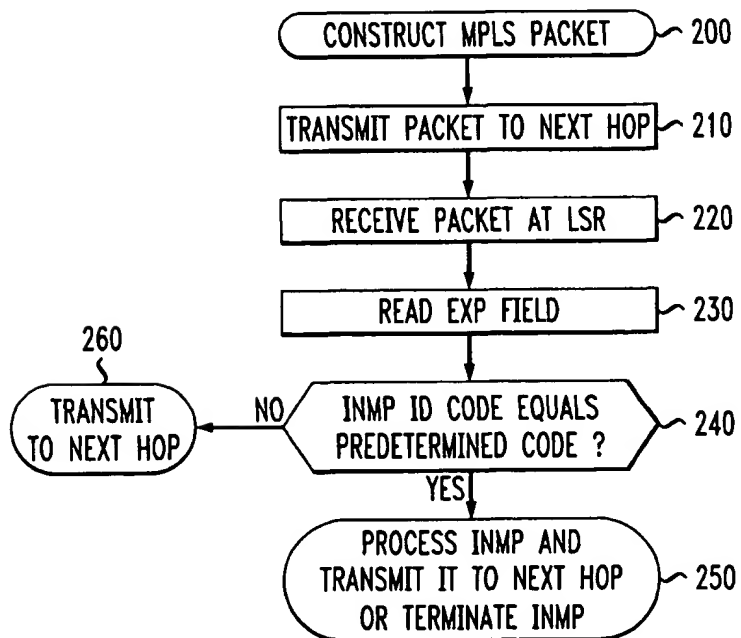 CONSTRUCT MPLS PACKET
200
TRANSMIT PACKET TO NEXT HOP
210
RECEIVE PACKET AT LSR
220
READ EXP FIELD
230
260
TRANSMIT
TO NEXT HOP
NO
INMP ID CODE EQUALS
PREDETERMINED CODE ?
240
YES
PROCESS INMP AND
TRANSMIT IT TO NEXT HOP
OR TERMINATE INMP
250